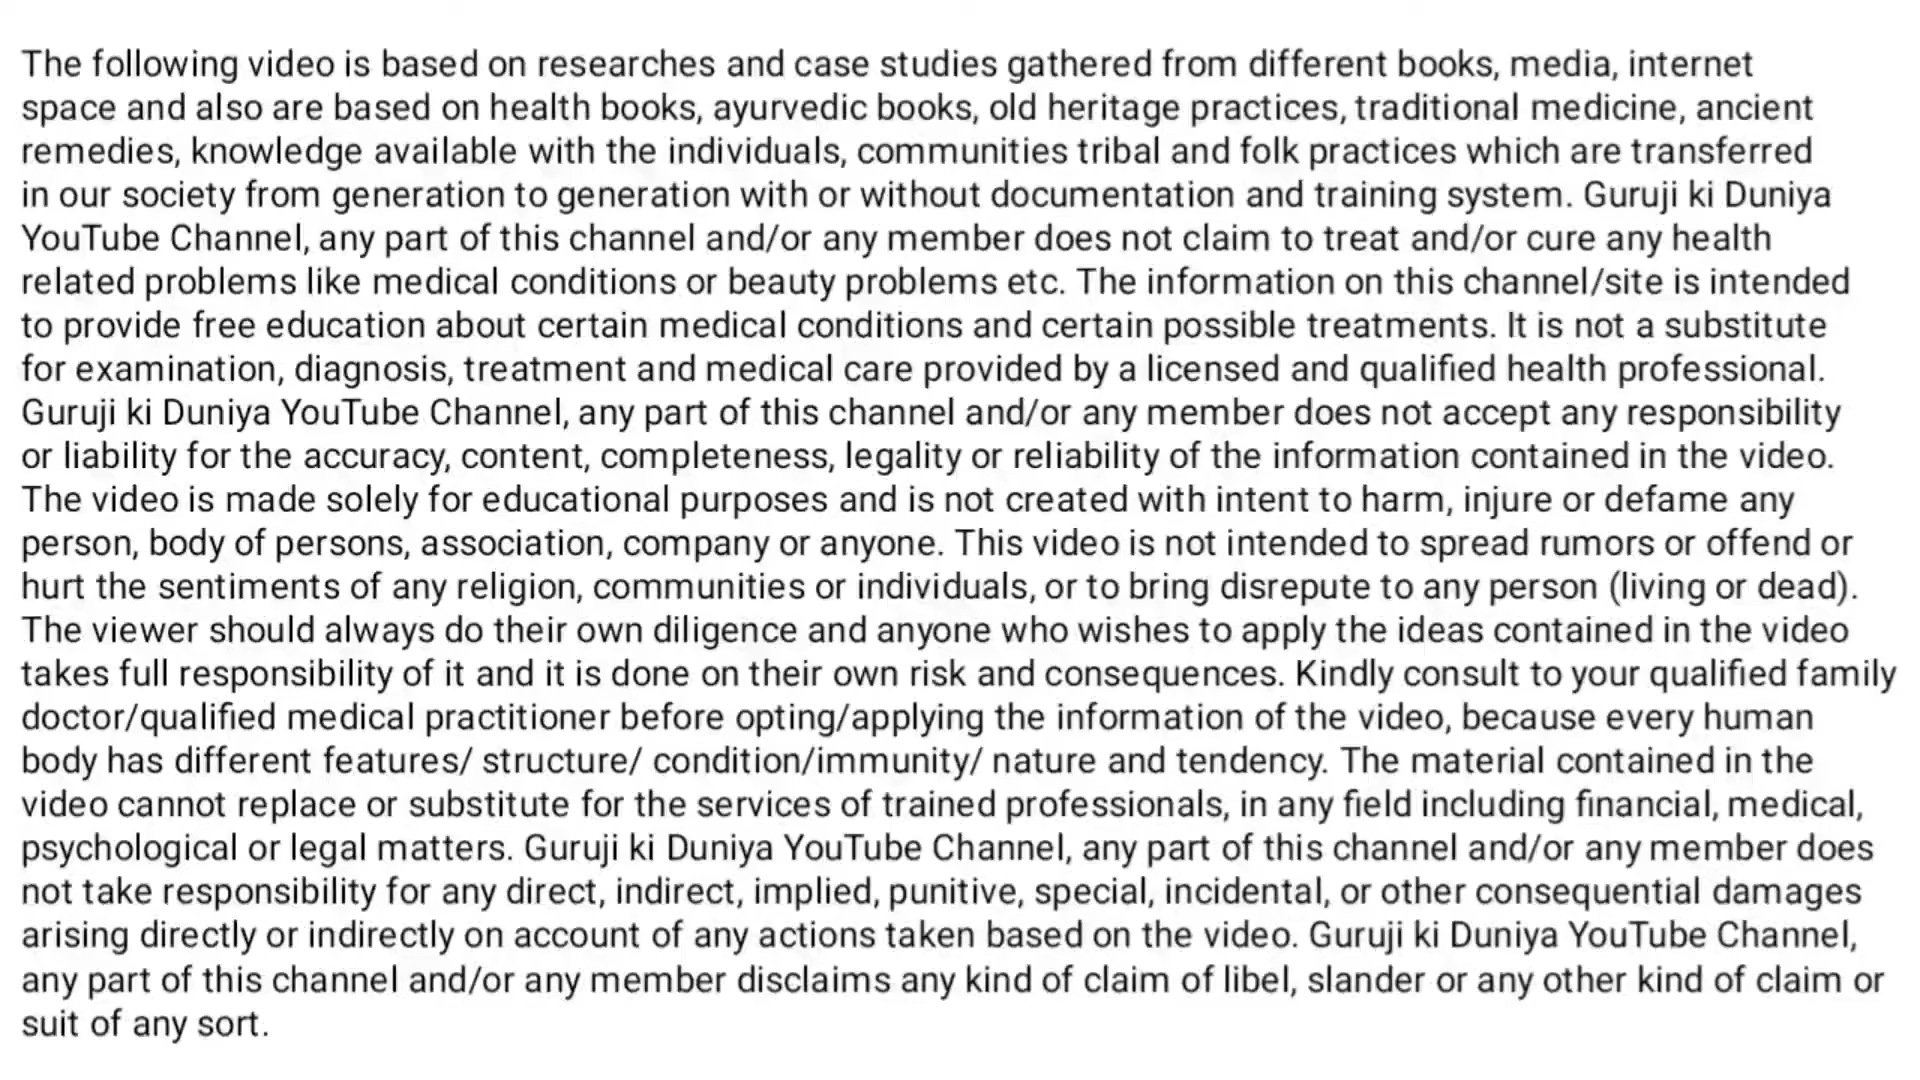 The following video is based on researches and case studies gathered from different books, media, internet
space and also are based on health books, ayurvedic books, old heritage practices, traditional medicine, ancient
remedies, knowledge available with the individuals, communities tribal and folk practices which are transferred
in our society from generation to generation with or without documentation and training system. Guruji ki Duniya
YouTube Channel, any part of this channel and/or any member does not claim to treat and/or cure any health
related problems like medical conditions or beauty problems etc. The information on this channel/site is intended
to provide free education about certain medical conditions and certain possible treatments. It is not a substitute
for examination, diagnosis, treatment and medical care provided by a licensed and qualified health professional.
Guruji ki Duniya YouTube Channel, any part of this channel and/or any member does not accept any responsibility
or liability for the accuracy, content, completeness, legality or reliability of the information contained in the video.
The video is made solely for educational purposes and is not created with intent to harm, injure or defame any
person, body of persons, association, company or anyone. This video is not intended to spread rumors or offend or
hurt the sentiments of any religion, communities or individuals, or to bring disrepute to any person (living or dead).
The viewer should always do their own diligence and anyone who wishes to apply the ideas contained in the video
takes full responsibility of it and it is done on their own risk and consequences. Kindly consult to your qualified family
doctor/qualified medical practitioner before opting/applying the information of the video, because every human
body has different features/ structure/ condition/immunity/ nature and tendency. The material contained in the
video cannot replace or substitute for the services of trained professionals, in any field including financial, medical,
psychological or legal matters. Guruji ki Duniya YouTube Channel, any part of this channel and/or any member does
not take responsibility for any direct, indirect, implied, punitive, special, incidental, or other consequential damages
arising directly or indirectly on account of any actions taken based on the video. Guruji ki Duniya YouTube Channel,
any part of this channel and/or any member disclaims any kind of claim of libel, slander or any other kind of claim or
suit of any sort.